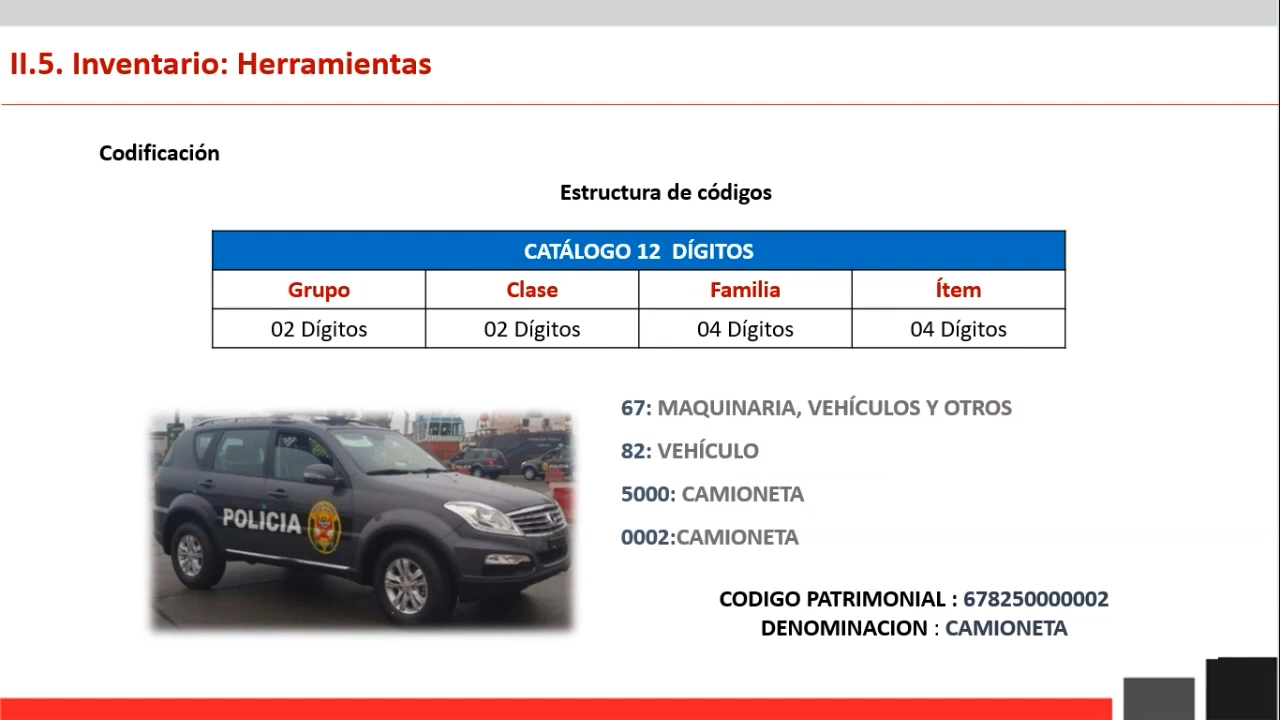 II.5. Inventario: Herramientas
Codificación
Estructura de códigos
CATÁLOGO 12 DÍGITOS
Grupo Clase Familia Ítem
02 Dígitos 02 Dígitos 04 Dígitos 04 Dígitos
67: MAQUINARIA, VEHÍCULOS Y OTROS
82: VEHÍCULO
5000: CAMIONETA
0002:CAMIONETA
POLICIA
CODIGO PATRIMONIAL : 678250000002
DENOMINACION : CAMIONETA